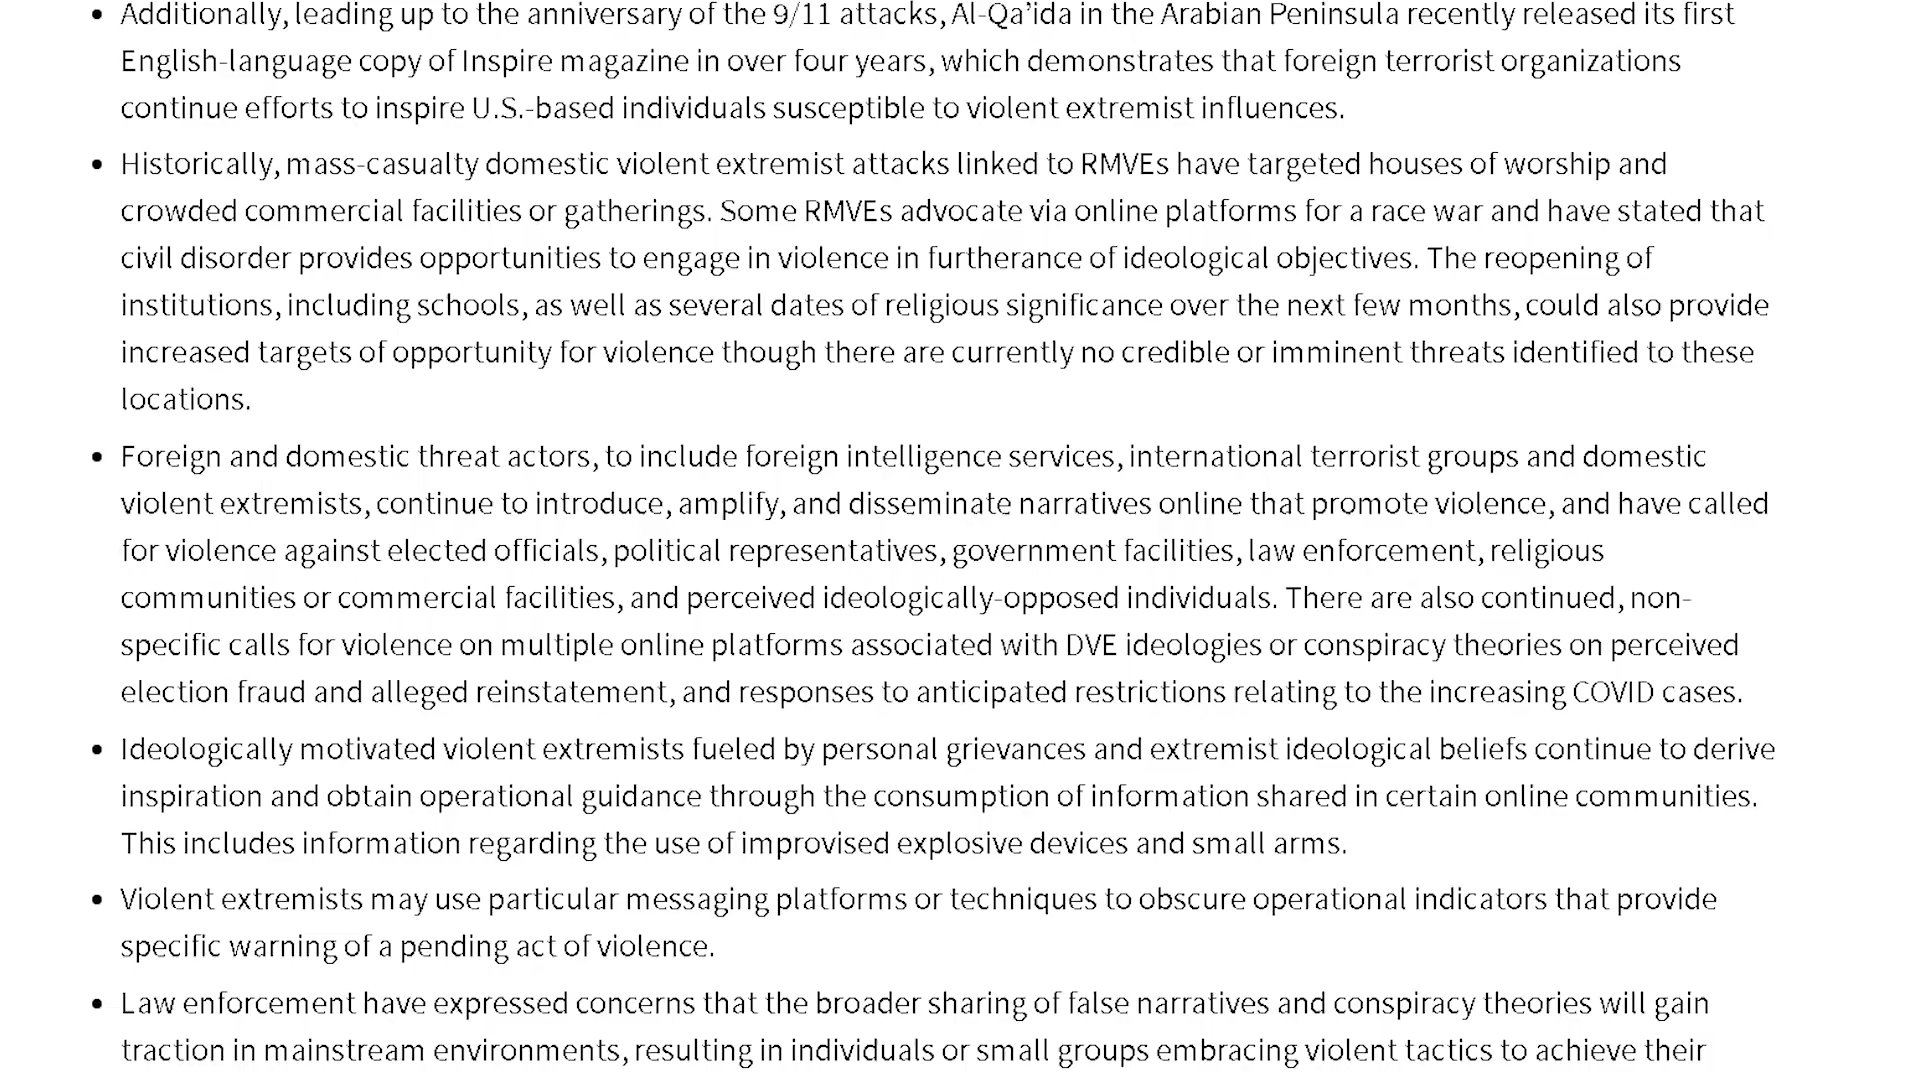 • Additionally, leading up to the anniversary of the 9/11 attacks, Al-Qa’ida in the Arabian Peninsula recently released its first
English-language copy of Inspire magazine in over four years, which demonstrates that foreign terrorist organizations
continue efforts to inspire U.S.-based individuals susceptible to violent extremist influences.
• Historically, mass-casualty domestic violent extremist attacks linked to RMVEs have targeted houses of worship and
crowded commercial facilities or gatherings. Some RMVEs advocate via online platforms for a race war and have stated that
civil disorder provides opportunities to engage in violence in furtherance of ideological objectives. The reopening of
institutions, including schools, as well as several dates of religious significance over the next few months, could also provide
increased targets of opportunity for violence though there are currently no credible or imminent threats identified to these
locations.
• Foreign and domestic threat actors, to include foreign intelligence services, international terrorist groups and domestic
violent extremists, continue to introduce, amplify, and disseminate narratives online that promote violence, and have called
for violence against elected officials, political representatives, government facilities, law enforcement, religious
communities or commercial facilities, and perceived ideologically-opposed individuals. There are also continued, non-
specific calls for violence on multiple online platforms associated with DVE ideologies or conspiracy theories on perceived
election fraud and alleged reinstatement, and responses to anticipated restrictions relating to the increasing COVID cases.
• Ideologically motivated violent extremists fueled by personal grievances and extremist ideological beliefs continue to derive
inspiration and obtain operational guidance through the consumption of information shared in certain online communities.
This includes information regarding the use of improvised explosive devices and small arms.
• Violent extremists may use particular messaging platforms or techniques to obscure operational indicators that provide
specific warning of a pending act of violence.
• Law enforcement have expressed concerns that the broader sharing of false narratives and conspiracy theories will gain
traction in mainstream environments, resulting in individuals or small groups embracing violent tactics to achieve their